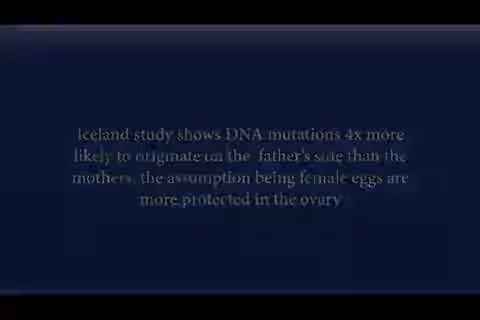 Iceland study shows DNA mutations 4x more
likely to originate on the father's side than the
mothers, the assumption being female eggs are
more protected in the ovary